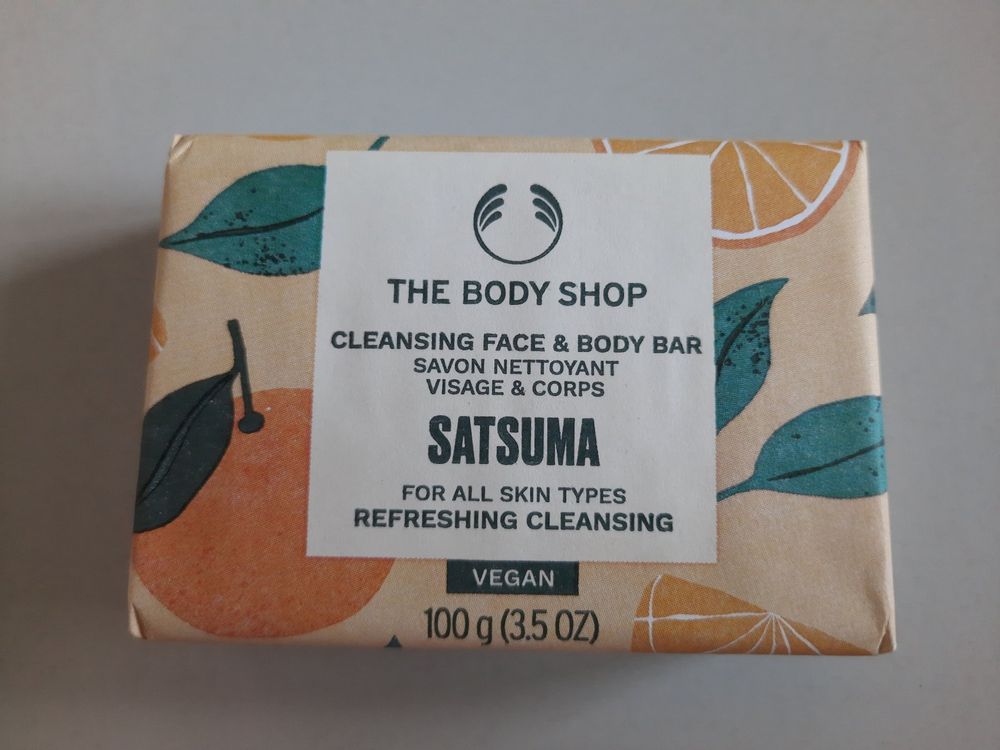 THE BODY SHOP
CLEANSING FACE & BODY BAR
SAVON NETTOYANT
VISAGE & CORPS
SATSUMA
FOR ALL SKIN TYPES
REFRESHING CLEANSING
VEGAN
100 g (3.5 OZ)